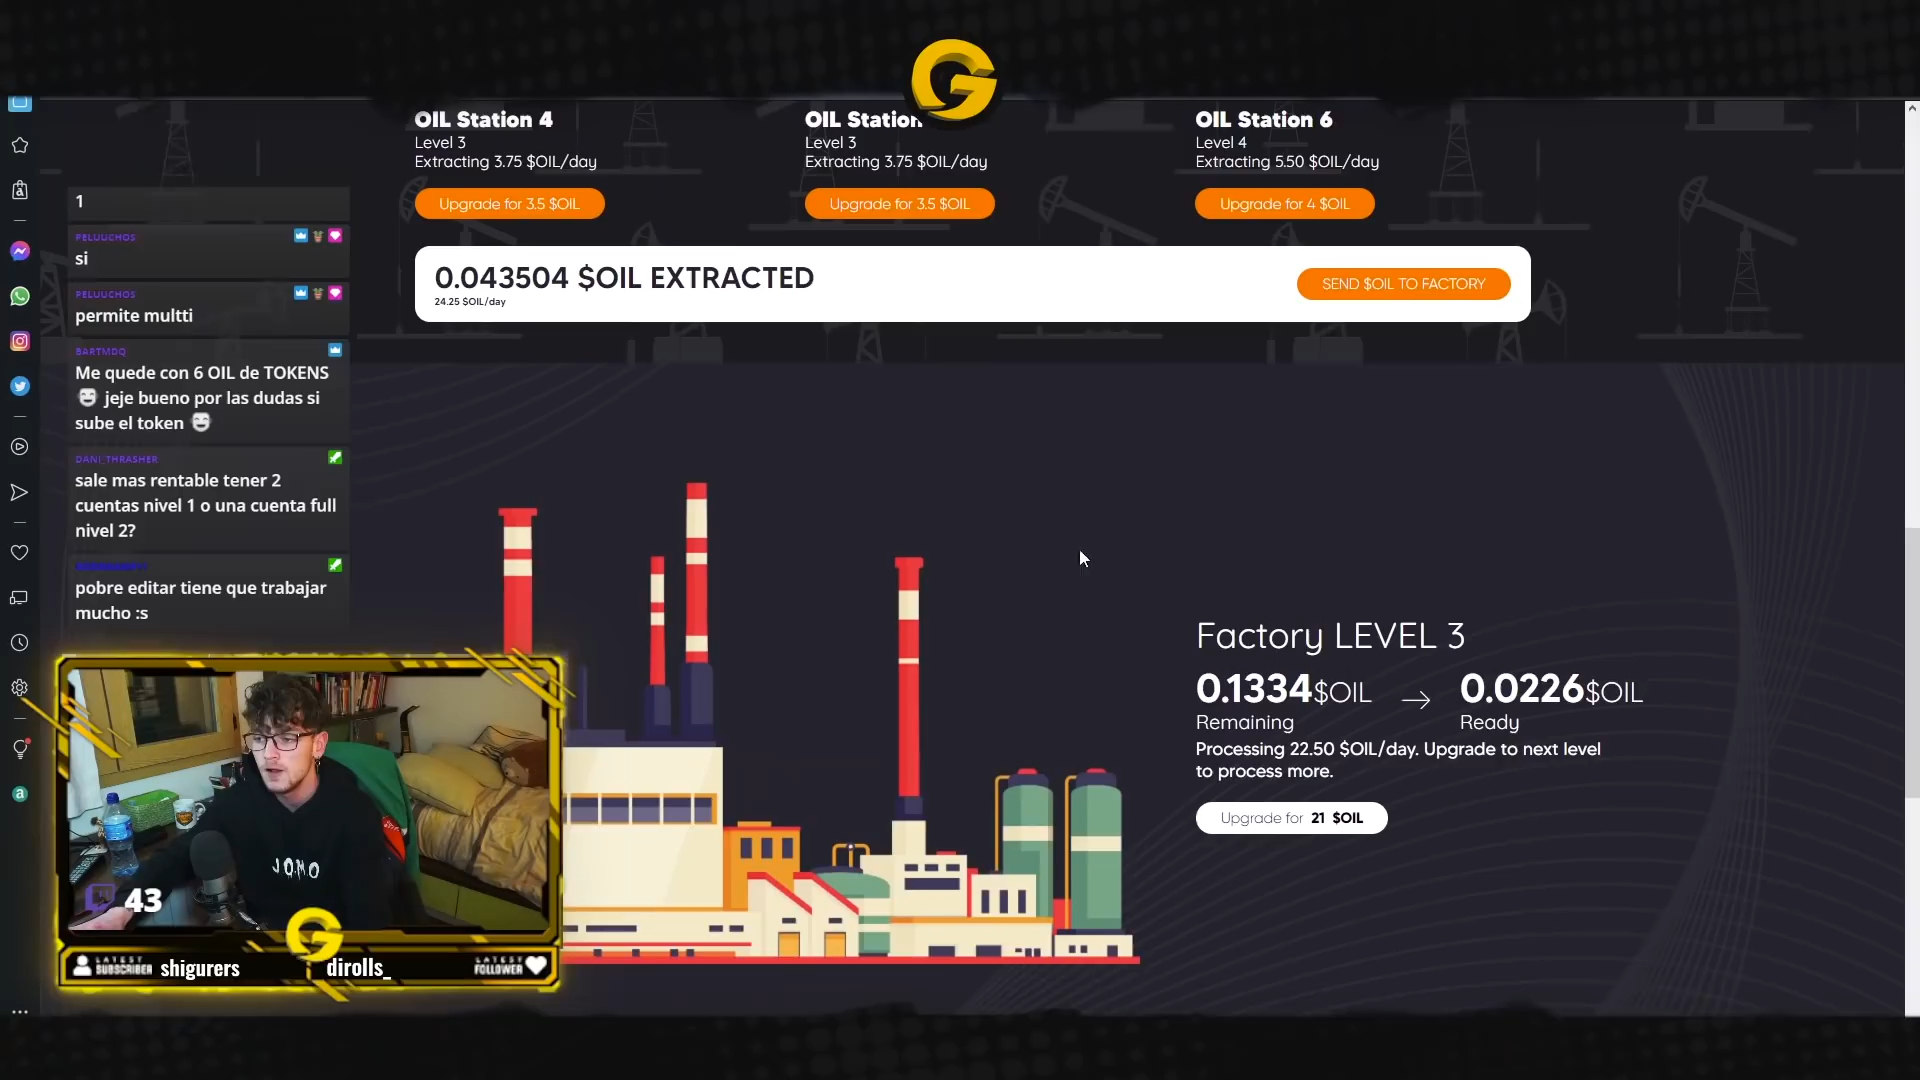 OIL Station 4
Level 3
Extracting 3.75 $OIL/day
Upgrade for 3.5 $OIL
OIL Station
Level 3
Extracting 3.75 $OIL/day
Upgrade for 3.5 $OIL
OIL Station 6
Level 4
Extracting 5.50 $OIL/day
Upgrade for 4 $OIL
0.043504 $OIL EXTRACTED
24.25 $OIL/day
SEND $OIL TO FACTORY
1
PELUUCHOS
si
PELUUCHOS
permite multti
BARTMDQ
Me quede con 6 OIL de TOKENS
jeje bueno por las dudas si
sube el token
DANI_THRASHER
sale mas rentable tener 2
cuentas nivel 1 o una cuenta full
nivel 2?
pobre editar tiene que trabajar
mucho :s
Factory LEVEL 3
0.1334$OIL → 0.0226$OIL
Remaining Ready
Processing 22.50 $OIL/day. Upgrade to next level
to process more.
Upgrade for 21 $OIL
JOMO
43
G
G
LATEST
SUBSCRIBER shigurers
dirolls_
LATEST
FOLLOWER